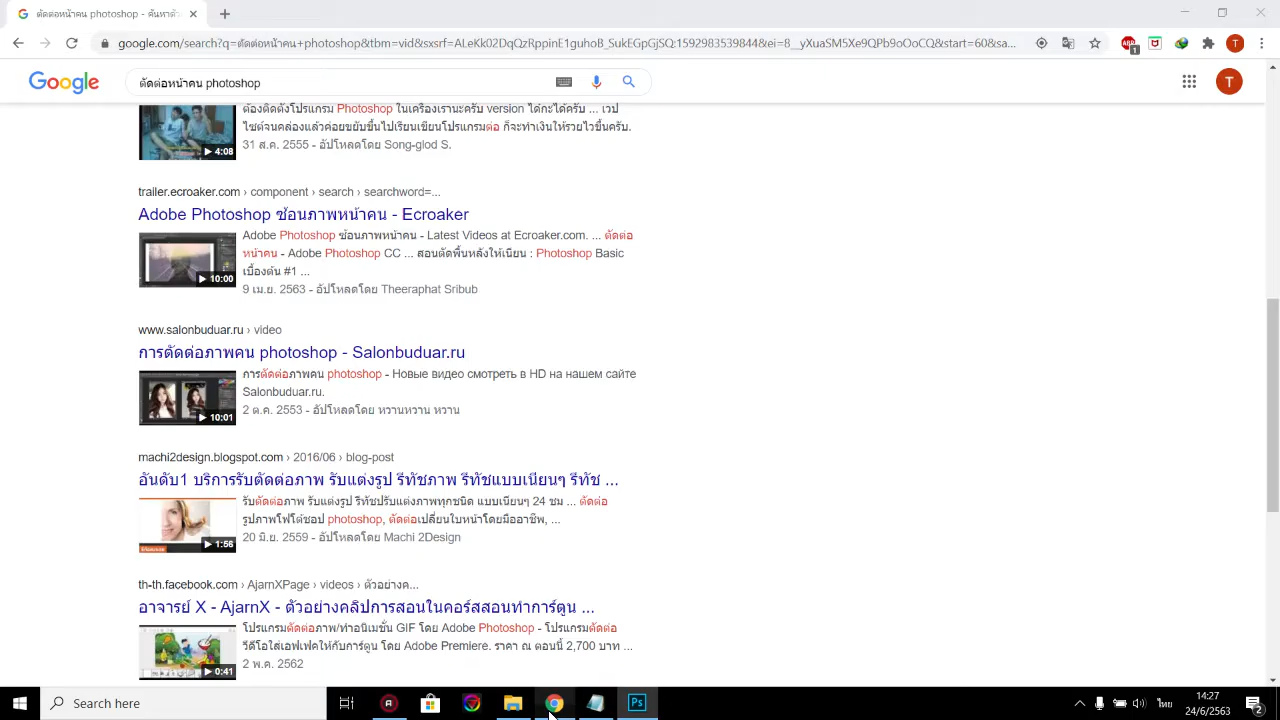 ตัดต่อหน้าคน photoshop - ค้นหาด้
google.com/search?q=ตัดต่อหน้าคน+photoshop&tbm=vid&sxsrf=ALeKk02DqQzRppinE1guhoB_SukEGpGJSQ:1592983539844&ei=8__yXuaSM5Xe9QPb9oOoCQ&start=60&sa...
ABP
1
T
Google
ตัดต่อหน้าคน photoshop
T
ต้องติดตั้งโปรแกรม Photoshop ในเครื่องเรานะครับ version ได้กะได้ครับ ... เวป
ไซต์จนคล่องแล้วค่อยขยับขึ้นไปเรียนเขียนโปรแกรมต่อ ก็จะทำเงินให้รวยไวขึ้นครับ.
4:08
31 ส.ค. 2555 - อัปโหลดโดย Song-glod S.
trailer.ecroaker.com › component › search › searchword=...
Adobe Photoshop ซ้อนภาพหน้าคน - Ecroaker
Adobe Photoshop ซ้อนภาพหน้าคน - Latest Videos at Ecroaker.com. ... ตัดต่อ
หน้าคน - Adobe Photoshop CC ... สอนตัดพื้นหลังให้เนียน : Photoshop Basic
เบื้องต้น #1 ...
10:00
9 เม.ย. 2563 - อัปโหลดโดย Theeraphat Sribub
www.salonbuduar.ru › video
การตัดต่อภาพคน photoshop - Salonbuduar.ru
การตัดต่อภาพคน photoshop - Новые видео смотреть в HD на нашем сайте
Salonbuduar.ru.
2 ต.ค. 2553 - อัปโหลดโดย หวานหวาน หวาน
10:01
machi2design.blogspot.com › 2016/06 › blog-post
อันดับ1 บริการรับตัดต่อภาพ รับแต่งรูป รีทัชภาพ รีทัชแบบเนียนๆ รีทัช ...
รับตัดต่อภาพ รับแต่งรูป รีทัชปรับแต่งภาพทุกชนิด แบบเนียนๆ 24 ชม ... ตัดต่อ
รูปภาพโฟโต้ชอป photoshop, ตัดต่อเปลี่ยนใบหน้าโดยมืออาชีพ, ...
20 มิ.ย. 2559 - อัปโหลดโดย Machi 2Design
1:56
th-th.facebook.com › AjarnXPage › videos › ตัวอย่างค...
อาจารย์ X - AjarnX - ตัวอย่างคลิปการสอนในคอร์สสอนทำการ์ตูน ...
โปรแกรมตัดต่อภาพ/ทำอนิเมชั่น GIF โดย Adobe Photoshop - โปรแกรมตัดต่อ
วีดีโอใส่เอฟเฟคให้กับการ์ตูน โดย Adobe Premiere. ราคา ณ ตอนนี้ 2,700 บาท ...
2 พ.ค. 2562
0:41
Search here
Ps
ไทย
14:27
24/6/2563
2